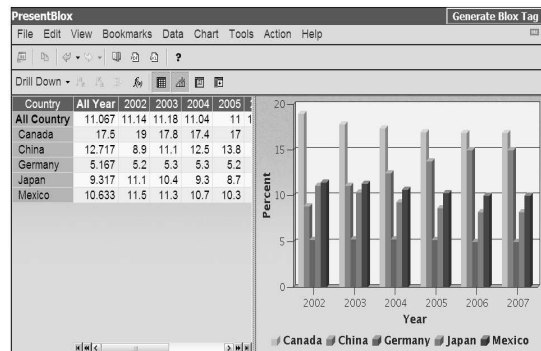 PresentBlox Generate Blox Tag
File Edit View Bookmarks Data Chart Tools Action Help
?
Drill Down f(x)
Country All Year 2002 2003 2004 2005
All Country 11.067 11.14 11.18 11.04 11 1
Canada 17.5 19 17.8 17.4 17
China 12.717 8.9 11.1 12.5 13.8
Germany 5.167 5.2 5.3 5.3 5.2
Japan 9.317 11.1 10.4 9.3 8.7
Mexico 10.633 11.5 11.3 10.7 10.3
20
15
10
5
0
Percent
2002 2003 2004 2005 2006 2007
Year
Canada China Germany Japan Mexico